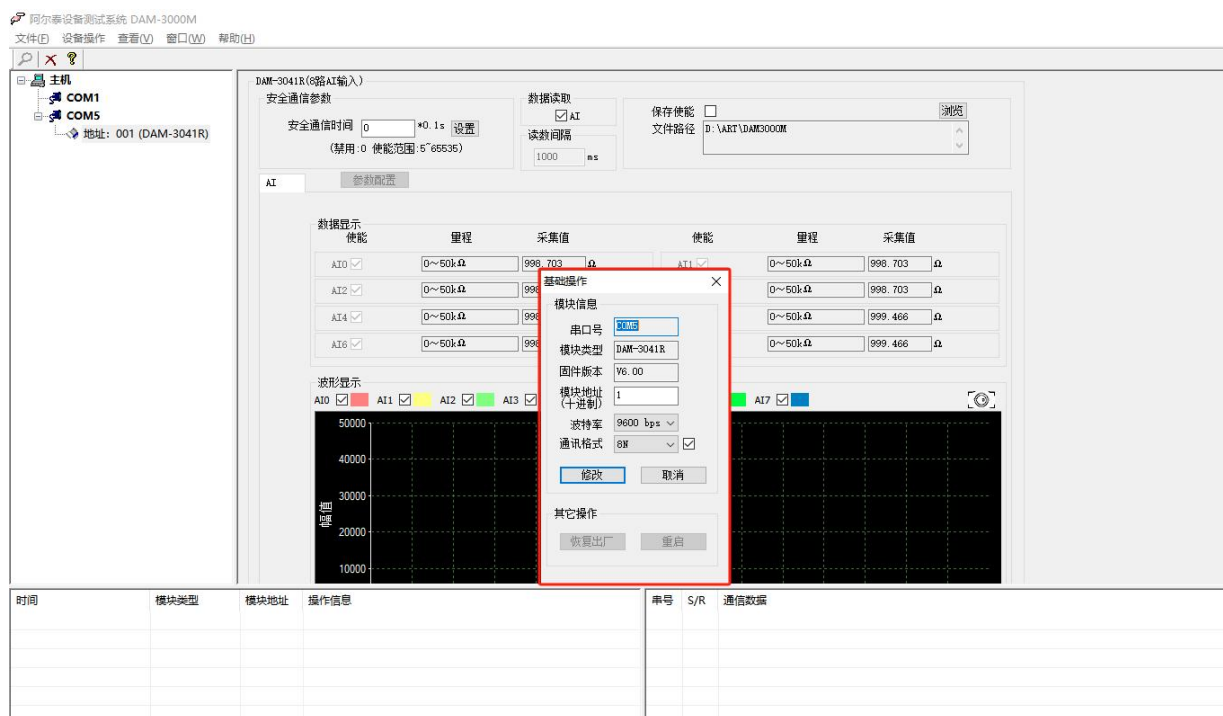 阿尔泰设备测试系统 DAM-3000M
文件(F) 设备操作 查看(V) 窗口(W) 帮助(H)
主机
COM1
COM5
地址：001 (DAM-3041R)
DAM-3041R(8路AI输入)
安全通信参数
安全通信时间 0 *0.1s 设置
(禁用:0 使能范围:5~65535)
数据读取
AI
读数间隔
1000 ms
保存使能 浏览
文件路径 D:\ART\DAM3000M
AI 参数配置
数据显示
使能 量程 采集值 使能 量程 采集值
AI0 0～50kΩ 998.703 Ω AI1 0～50kΩ 998.703 Ω
AI2 0～50kΩ 998 0～50kΩ 998.703 Ω
AI4 0～50kΩ 998 0～50kΩ 999.466 Ω
AI6 0～50kΩ 998 0～50kΩ 999.466 Ω
波形显示
AI0 AI1 AI2 AI3 AI7
50000
40000
30000
20000
10000
幅值
基础操作
模块信息
串口号 COM5
模块类型 DAM-3041R
固件版本 V6.00
模块地址 1
(十进制)
波特率 9600 bps
通讯格式 8N
修改 取消
其它操作
恢复出厂 重启
时间 模块类型 模块地址 操作信息
串号 S/R 通信数据